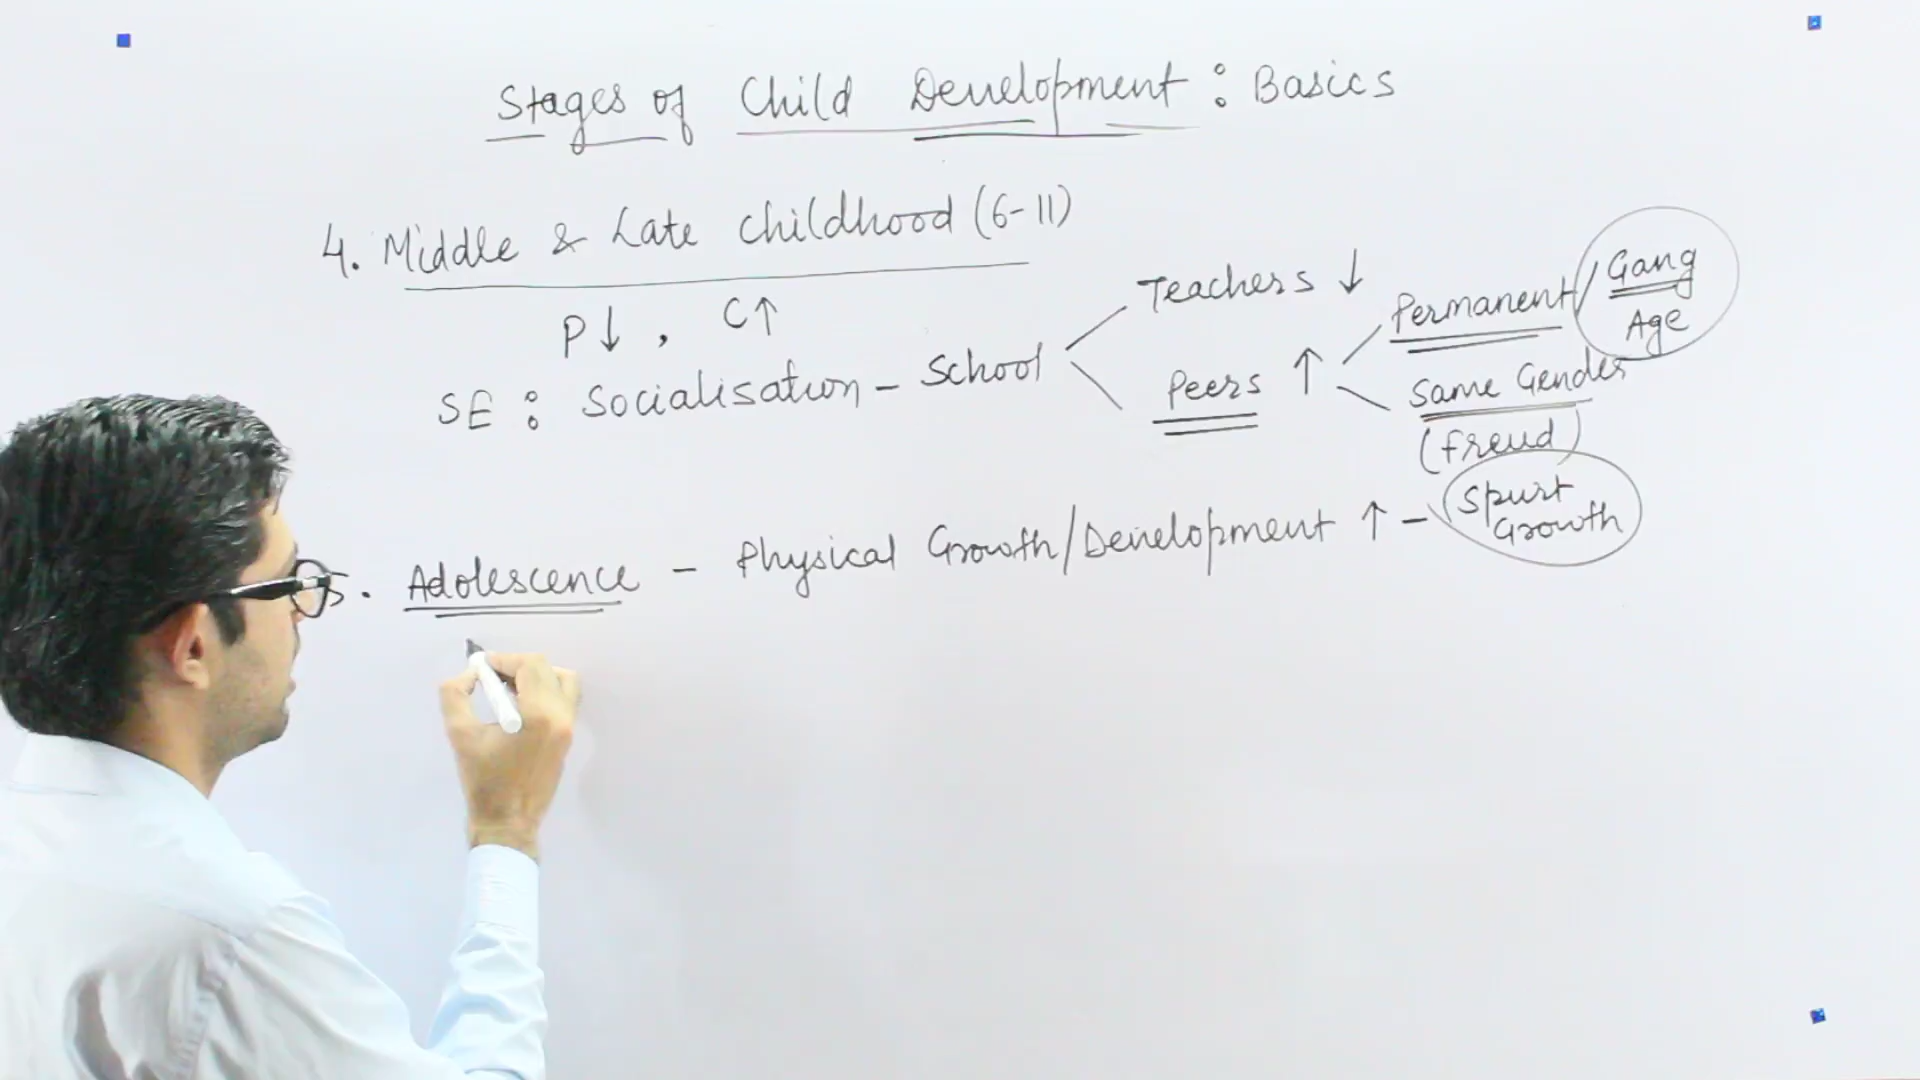 Stages of Child Development : Basics
4. Middle & Late childhood (6-11)
P↓ , C↑
SE : Socialisation - School
Teachers ↓
Peers ↑
Permanent / Gang Age
Same Gender
(freud)
5. Adolescence - Physical Growth/Development ↑ - Spurt Growth